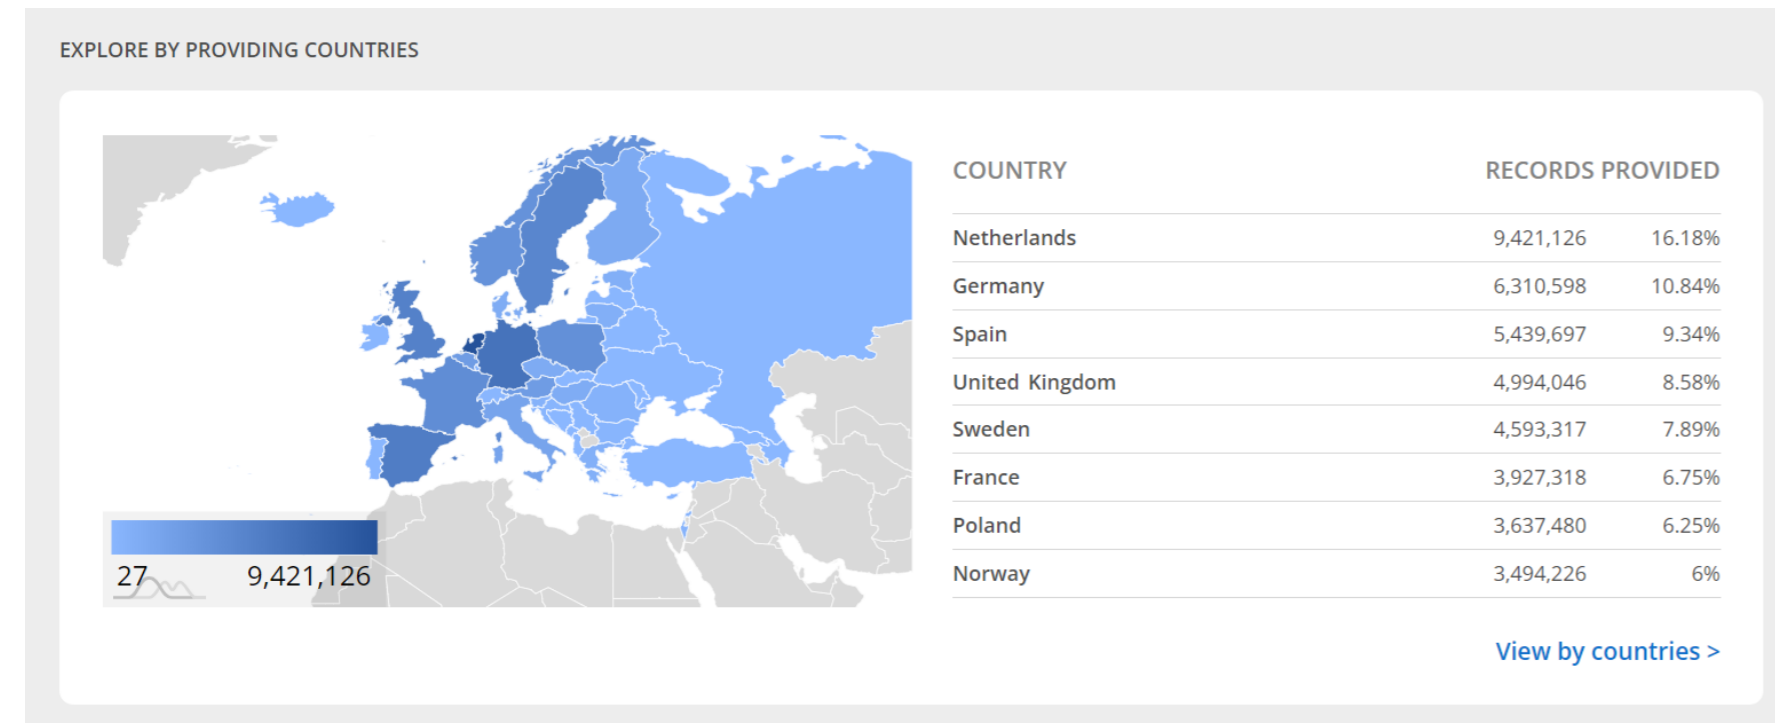 EXPLORE BY PROVIDING COUNTRIES
COUNTRY RECORDS PROVIDED
Netherlands 9,421,126 16.18%
Germany 6,310,598 10.84%
Spain 5,439,697 9.34%
United Kingdom 4,994,046 8.58%
Sweden 4,593,317 7.89%
France 3,927,318 6.75%
Poland 3,637,480 6.25%
Norway 3,494,226 6%
27 9,421,126
View by countries >